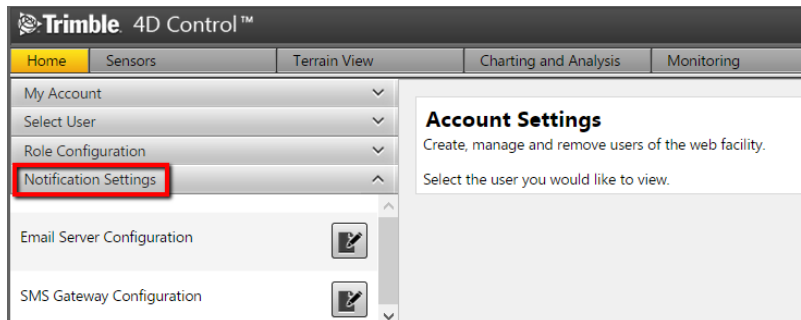 Trimble. 4D Control™
Home Sensors Terrain View Charting and Analysis Monitoring
My Account
Select User
Role Configuration
Notification Settings
Email Server Configuration
SMS Gateway Configuration
Account Settings
Create, manage and remove users of the web facility.
Select the user you would like to view.